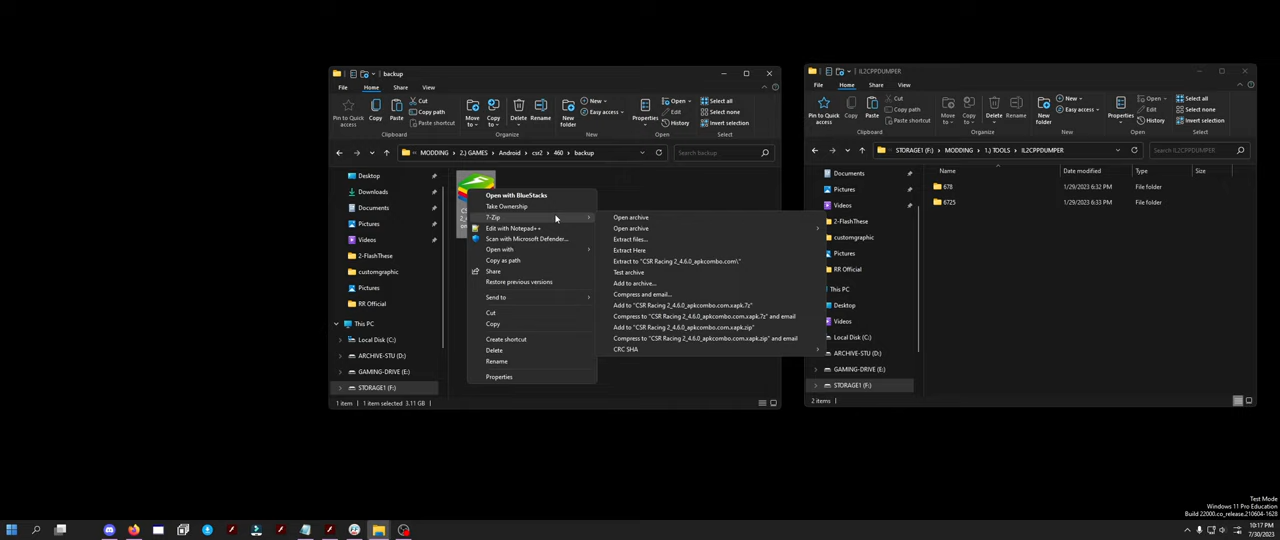 backup
File
Home
Share
View
Pin to Quick access
Copy
Paste
Cut
Copy path
Paste shortcut
Clipboard
Move to
Copy to
Delete
Rename
Organize
New folder
New
Easy access
New
Properties
Open
Edit
History
Open
Select all
Select none
Invert selection
Select
MODDING
2.) GAMES
Android
csr2
460
backup
Search backup
Desktop
Downloads
Documents
Pictures
Videos
2-FlashThese
customgraphic
Pictures
RR Official
This PC
Local Disk (C:)
ARCHIVE-STU (D:)
GAMING-DRIVE (E:)
STORAGE1 (F:)
1 item
1 item selected 3.11 GB
Open with BlueStacks
Take Ownership
7-Zip
Edit with Notepad++
Scan with Microsoft Defender...
Open with
Copy as path
Share
Restore previous versions
Send to
Cut
Copy
Create shortcut
Delete
Rename
Properties
Open archive
Open archive
Extract files...
Extract Here
Extract to "CSR Racing 2_4.6.0_apkcombo.com\"
Test archive
Add to archive...
Compress and email...
Add to "CSR Racing 2_4.6.0_apkcombo.com.xapk.7z"
Compress to "CSR Racing 2_4.6.0_apkcombo.com.xapk.7z" and email
Add to "CSR Racing 2_4.6.0_apkcombo.com.xapk.zip"
Compress to "CSR Racing 2_4.6.0_apkcombo.com.xapk.zip" and email
CRC SHA
IL2CPPDUMPER
File
Home
Share
View
Pin to Quick access
Copy
Paste
Cut
Copy path
Paste shortcut
Clipboard
Move to
Copy to
Delete
Rename
Organize
New folder
New
Easy access
New
Properties
Open
Edit
History
Open
Select all
Select none
Invert selection
Select
STORAGE1 (F:)
MODDING
1.) TOOLS
IL2CPPDUMPER
Search IL2CPPDUMPER
Documents
Pictures
Videos
2-FlashThese
customgraphic
Pictures
RR Official
This PC
Desktop
Videos
Local Disk (C:)
ARCHIVE-STU (D:)
GAMING-DRIVE (E:)
STORAGE1 (F:)
Name
Date modified
Type
Size
678
1/29/2023 6:32 PM
File folder
6725
1/29/2023 6:32 PM
File folder
2 items
Test Mode
Windows 11 Pro Education
Build 22000.co_release.210604-1628
10:17 PM
7/30/2023